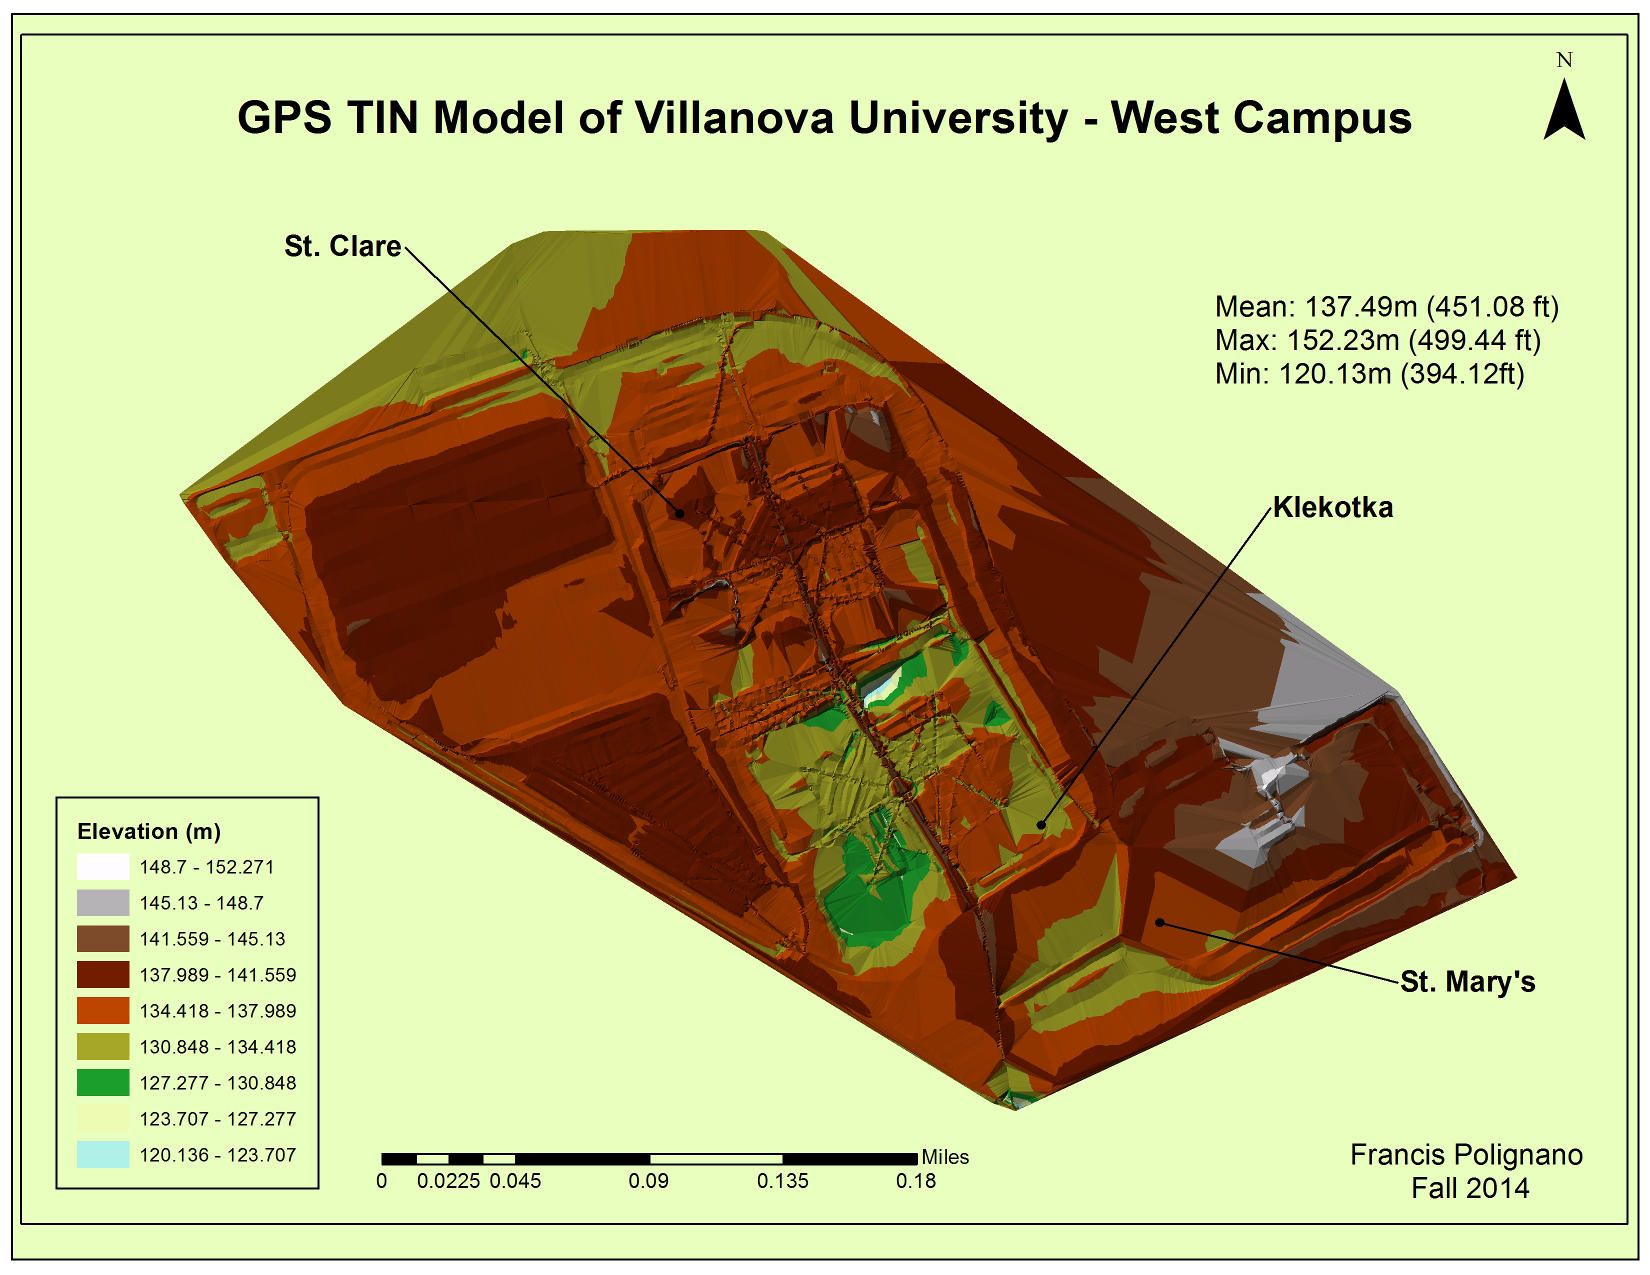 N
GPS TIN Model of Villanova University - West Campus
St. Clare
Mean: 137.49m (451.08 ft)
Max: 152.23m (499.44 ft)
Min: 120.13m (394.12ft)
Klekotka
St. Mary's
Elevation (m)
148.7 - 152.271
145.13 - 148.7
141.559 - 145.13
137.989 - 141.559
134.418 - 137.989
130.848 - 134.418
127.277 - 130.848
123.707 - 127.277
120.136 - 123.707
Miles
0 0.0225 0.045 0.09 0.135 0.18
Francis Polignano
Fall 2014